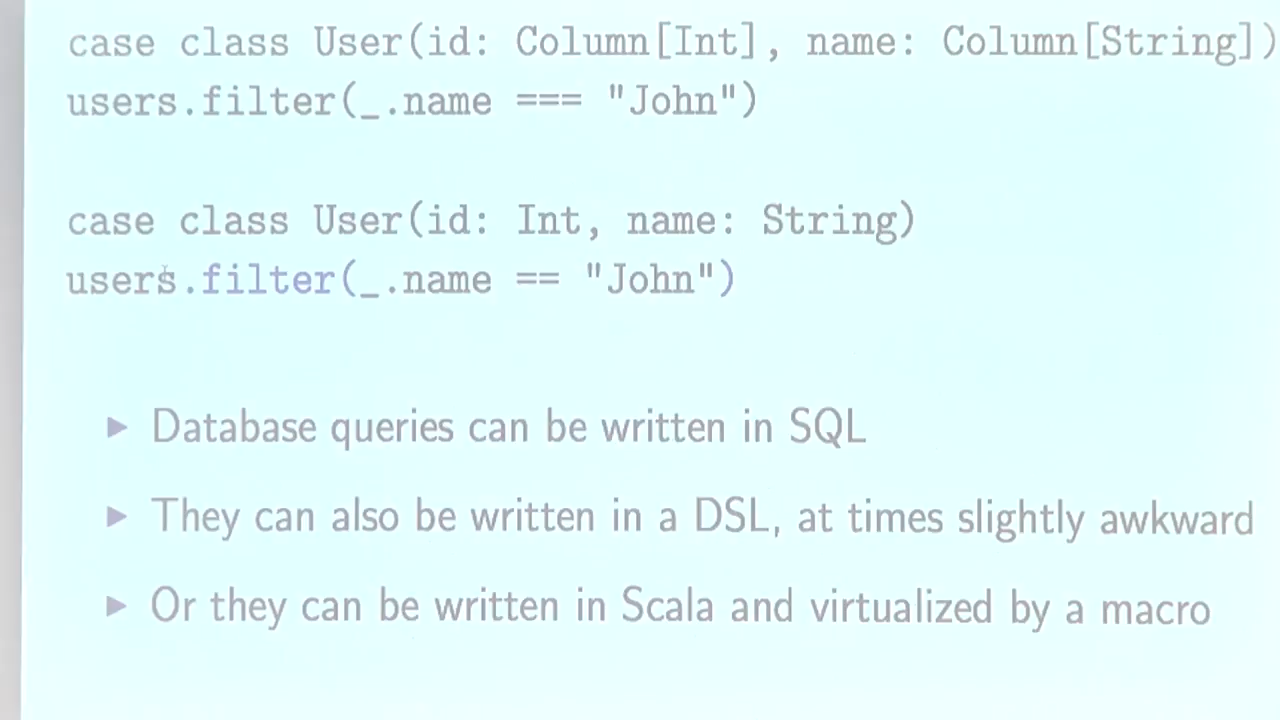 case class User(id: Column[Int], name: Column[String])
users.filter(_.name === "John")
case class User(id: Int, name: String)
users.filter(_.name == "John")
► Database queries can be written in SQL
► They can also be written in a DSL, at times slightly awkward
► Or they can be written in Scala and virtualized by a macro